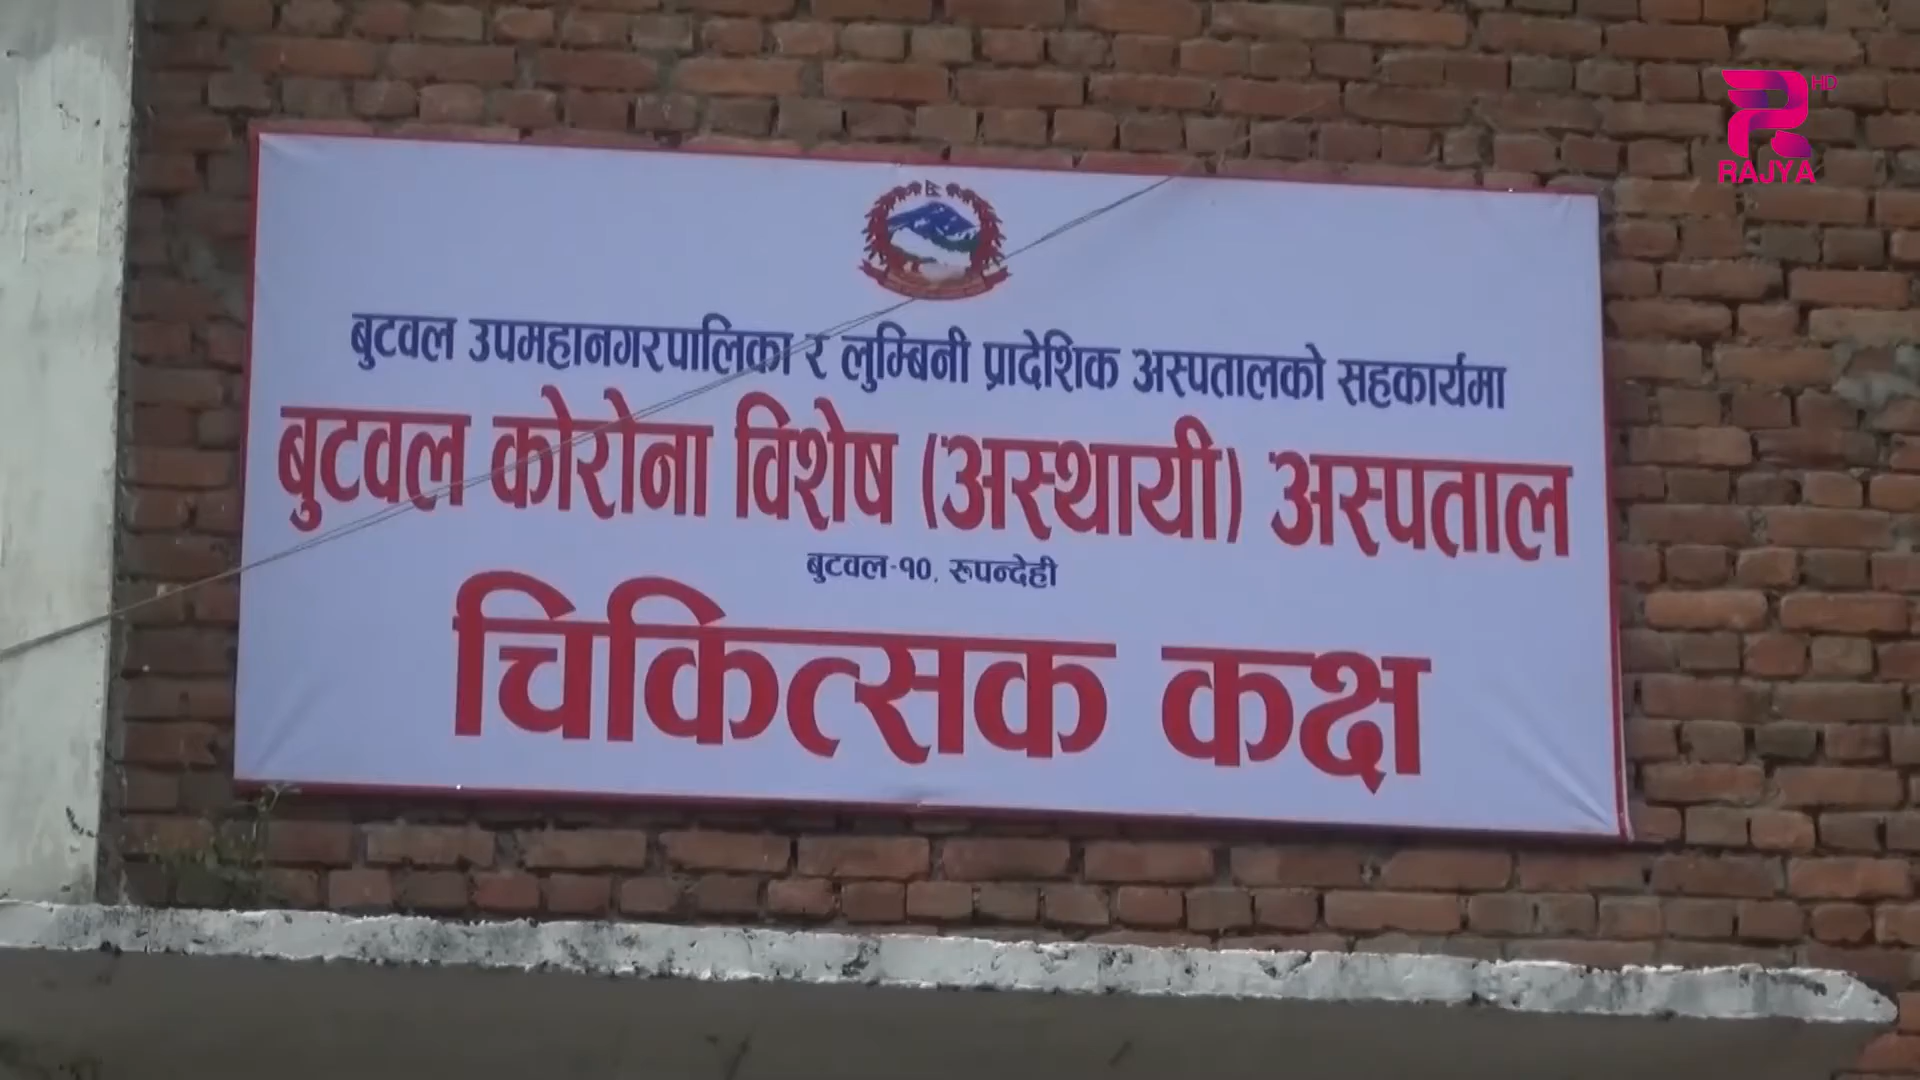 HD
RAJYA
बुटवल उपमहानगरपालिका र लुम्बिनी प्रादेशिक अस्पतालको सहकार्यमा
बुटवल कोरोना विशेष (अस्थायी) अस्पताल
बुटवल-१०, रुपन्देही
चिकित्सक कक्ष